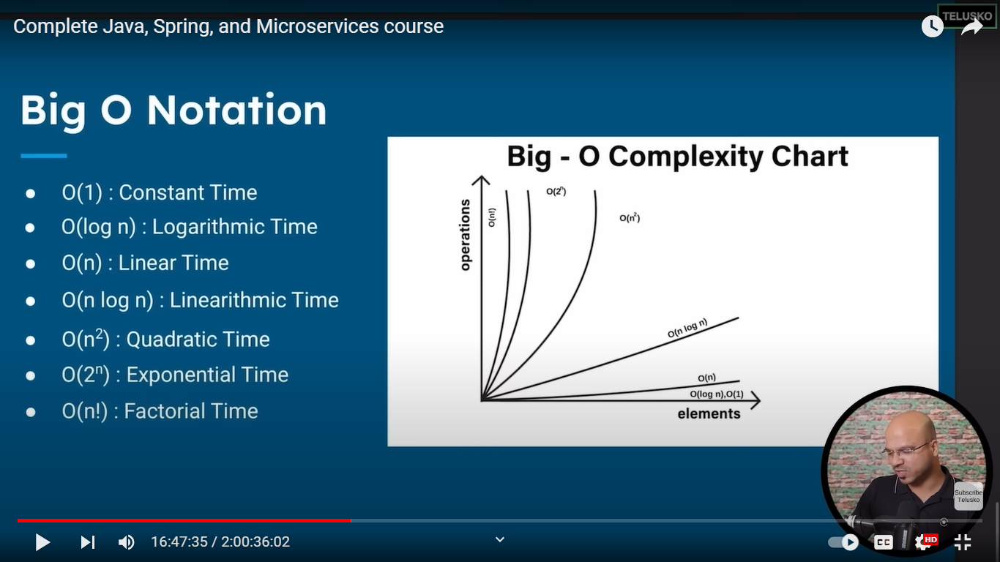 TELUSKO
Complete Java, Spring, and Microservices course
Big O Notation
O(1) : Constant Time
O(log n) : Logarithmic Time
O(n) : Linear Time
O(n log n) : Linearithmic Time
O(n²) : Quadratic Time
O(2ⁿ) : Exponential Time
O(n!) : Factorial Time
Big - O Complexity Chart
operations
O(n!)
O(2ⁿ)
O(n²)
O(n log n)
O(n)
O(log n),O(1)
elements
Subscribe
Telusko
16:47:35 / 2:00:36:02
CC
HD